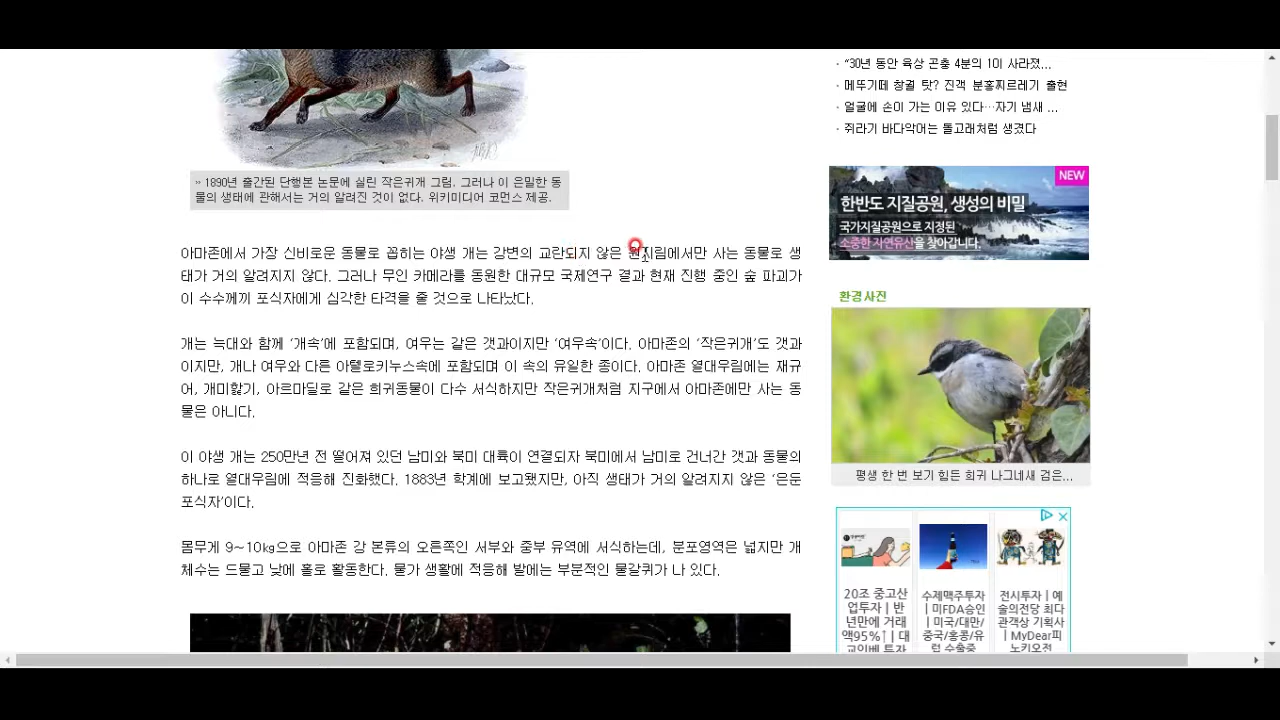 » 1890년 출간된 단행본 논문에 실린 작은귀개 그림. 그러나 이 은밀한 동
물의 생태에 관해서는 거의 알려진 것이 없다. 위키미디어 코먼스 제공.
아마존에서 가장 신비로운 동물로 꼽히는 야생 개는 강변의 교란되지 않은 원시림에서만 사는 동물로 생
태가 거의 알려지지 않다. 그러나 무인 카메라를 동원한 대규모 국제연구 결과 현재 진행 중인 숲 파괴가
이 수수께끼 포식자에게 심각한 타격을 줄 것으로 나타났다.
개는 늑대와 함께 ‘개속’에 포함되며, 여우는 같은 갯과이지만 ‘여우속’이다. 아마존의 ‘작은귀개’도 갯과
이지만, 개나 여우와 다른 아텔로키누스속에 포함되며 이 속의 유일한 종이다. 아마존 열대우림에는 재규
어, 개미핥기, 아르마딜로 같은 희귀동물이 다수 서식하지만 작은귀개처럼 지구에서 아마존에만 사는 동
물은 아니다.
이 야생 개는 250만년 전 떨어져 있던 남미와 북미 대륙이 연결되자 북미에서 남미로 건너간 갯과 동물의
하나로 열대우림에 적응해 진화했다. 1883년 학계에 보고됐지만, 아직 생태가 거의 알려지지 않은 ‘은둔
포식자’이다.
몸무게 9~10㎏으로 아마존 강 본류의 오른쪽인 서부와 중부 유역에 서식하는데, 분포영역은 넓지만 개
체수는 드물고 낮에 홀로 활동한다. 물가 생활에 적응해 발에는 부분적인 물갈퀴가 나 있다.
· “30년 동안 육상 곤충 4분의 1이 사라졌...
· 메뚜기떼 창궐 탓? 진객 분홍찌르레기 출현
· 얼굴에 손이 가는 이유 있다…자기 냄새 ...
· 쥐라기 바다악어는 돌고래처럼 생겼다
NEW
한반도 지질공원, 생성의 비밀
국가지질공원으로 지정된
소중한 자연유산을 찾아갑니다.
환경사진
평생 한 번 보기 힘든 희귀 나그네새 검은...
20조 중고산
업투자 | 반
년만에 거래
액95%↑ | 대
교인베 투자
수제맥주투자
| 미FDA승인
| 미국/대만/
중국/홍콩/유
럽 수출중
전시투자 | 예
술의전당 최다
관객상 기획사
| MyDear피
노키오전